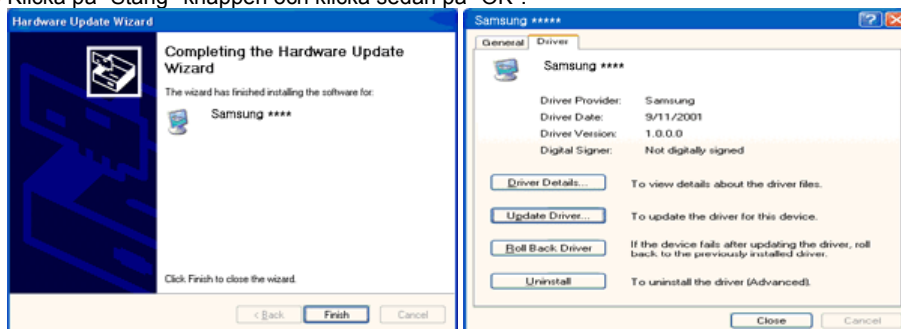 Klicka på "Stäng"-knappen och klicka sedan på "OK".
Hardware Update Wizard
Completing the Hardware Update
Wizard
The wizard has finished installing the software for:
Samsung ****
Click Finish to close the wizard.
< Back
Finish
Cancel
Samsung *****
General
Driver
Samsung ****
Driver Provider:
Samsung
Driver Date:
9/11/2001
Driver Version:
1.0.0.0
Digital Signer:
Not digitally signed
Driver Details...
To view details about the driver files.
Update Driver...
To update the driver for this device.
Roll Back Driver
If the device fails after updating the driver, roll
back to the previously installed driver.
Uninstall
To uninstall the driver (Advanced).
Close
Cancel